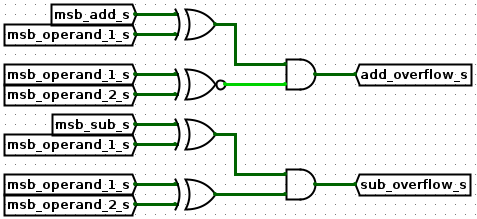 msb_add_s
msb_operand_1_s
msb_operand_1_s
msb_operand_2_s
add_overflow_s
msb_sub_s
msb_operand_1_s
msb_operand_1_s
msb_operand_2_s
sub_overflow_s